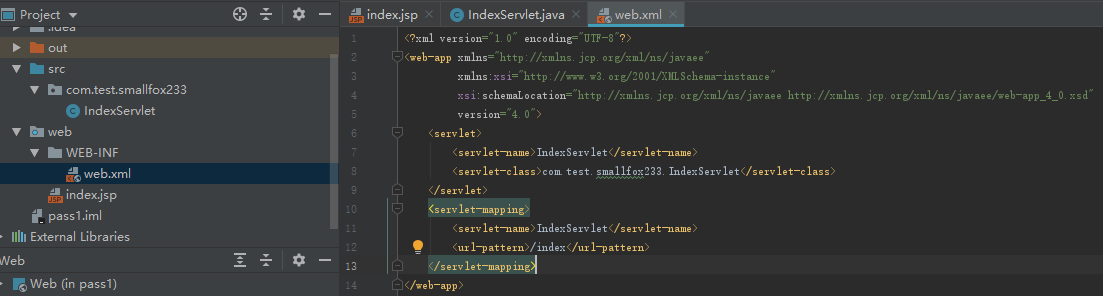 Project
index.jsp
IndexServlet.java
web.xml
.idea
out
src
com.test.smallfox233
IndexServlet
web
WEB-INF
web.xml
index.jsp
pass1.iml
External Libraries
Web
Web (in pass1)
1 <?xml version="1.0" encoding="UTF-8"?>
2 <web-app xmlns="http://xmlns.jcp.org/xml/ns/javaee"
3 xmlns:xsi="http://www.w3.org/2001/XMLSchema-instance"
4 xsi:schemaLocation="http://xmlns.jcp.org/xml/ns/javaee http://xmlns.jcp.org/xml/ns/javaee/web-app_4_0.xsd"
5 version="4.0">
6 <servlet>
7 <servlet-name>IndexServlet</servlet-name>
8 <servlet-class>com.test.smallfox233.IndexServlet</servlet-class>
9 </servlet>
10 <servlet-mapping>
11 <servlet-name>IndexServlet</servlet-name>
12 <url-pattern>/index</url-pattern>
13 </servlet-mapping>
14 </web-app>